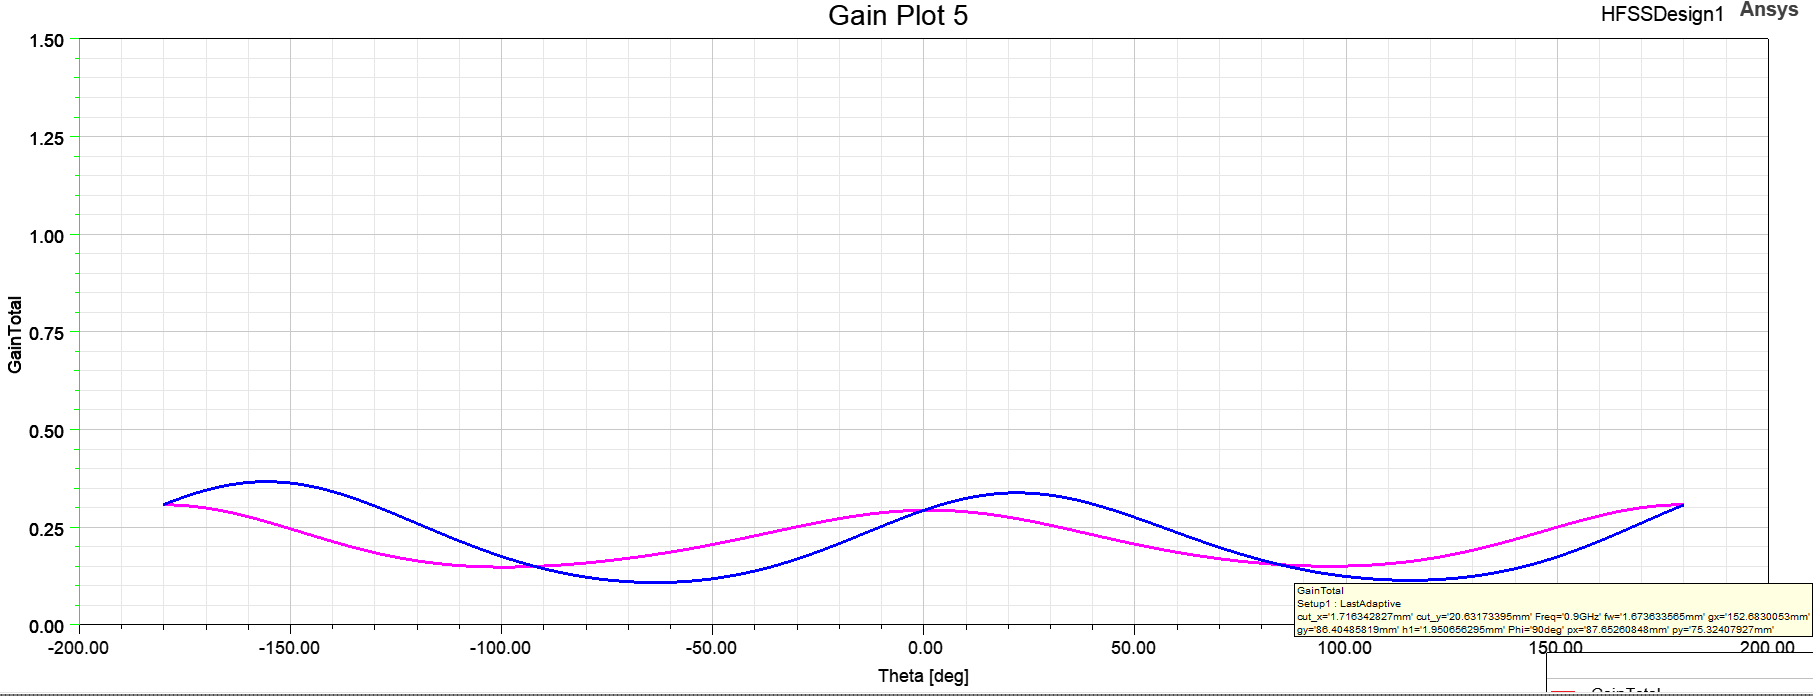 Gain Plot 5
HFSSDesign1
Ansys
1.50
1.25
1.00
0.75
0.50
0.25
0.00
GainTotal
-200.00
-150.00
-100.00
-50.00
0.00
50.00
100.00
150.00
200.00
Theta [deg]
GainTotal
Setup1 : LastAdaptive
cut_x='1.716342827mm' cut_y='20.63173395mm' Freq='0.9GHz' fw='1.673633565mm' gx='152.6830053mm'
gy='86.40485819mm' h1='1.950656295mm' Phi='90deg' px='87.65260848mm' py='75.32407927mm'
GainTotal